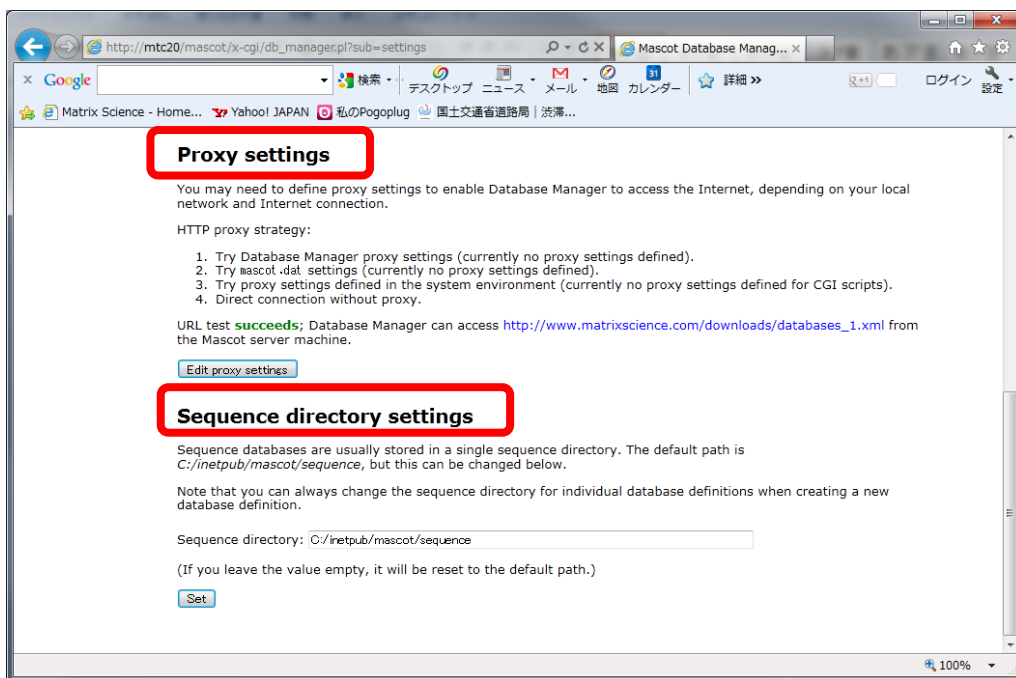 http://mtc20/mascot/x-cgi/db_manager.pl?sub=settings
Mascot Database Manag...
Google
検索
デスクトップ
ニュース
メール
地図
31
カレンダー
詳細 »
g+1
ログイン
設定
Matrix Science - Home...
Yahoo! JAPAN
私のPogoplug
国土交通省道路局 | 渋滞...
Proxy settings
You may need to define proxy settings to enable Database Manager to access the Internet, depending on your local
network and Internet connection.
HTTP proxy strategy:
1. Try Database Manager proxy settings (currently no proxy settings defined).
2. Try mascot.dat settings (currently no proxy settings defined).
3. Try proxy settings defined in the system environment (currently no proxy settings defined for CGI scripts).
4. Direct connection without proxy.
URL test succeeds; Database Manager can access http://www.matrixscience.com/downloads/databases_1.xml from
the Mascot server machine.
Edit proxy settings
Sequence directory settings
Sequence databases are usually stored in a single sequence directory. The default path is
C:/inetpub/mascot/sequence, but this can be changed below.
Note that you can always change the sequence directory for individual database definitions when creating a new
database definition.
Sequence directory: C:/inetpub/mascot/sequence
(If you leave the value empty, it will be reset to the default path.)
Set
100%